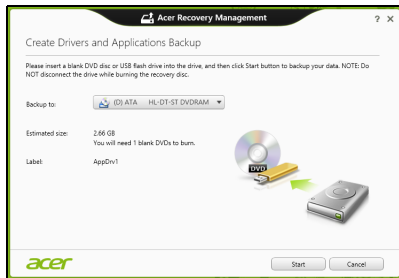 Acer Recovery Management
? ×
Create Drivers and Applications Backup
Please insert a blank DVD disc or USB flash drive into the drive, and then click Start button to backup your data. NOTE: Do
NOT disconnect the drive while burning the recovery disc.
Backup to: (D) ATA HL-DT-ST DVDRAM
Estimated size: 2.66 GB
You will need 1 blank DVDs to burn.
Label: AppDrv1
DVD
acer Start Cancel